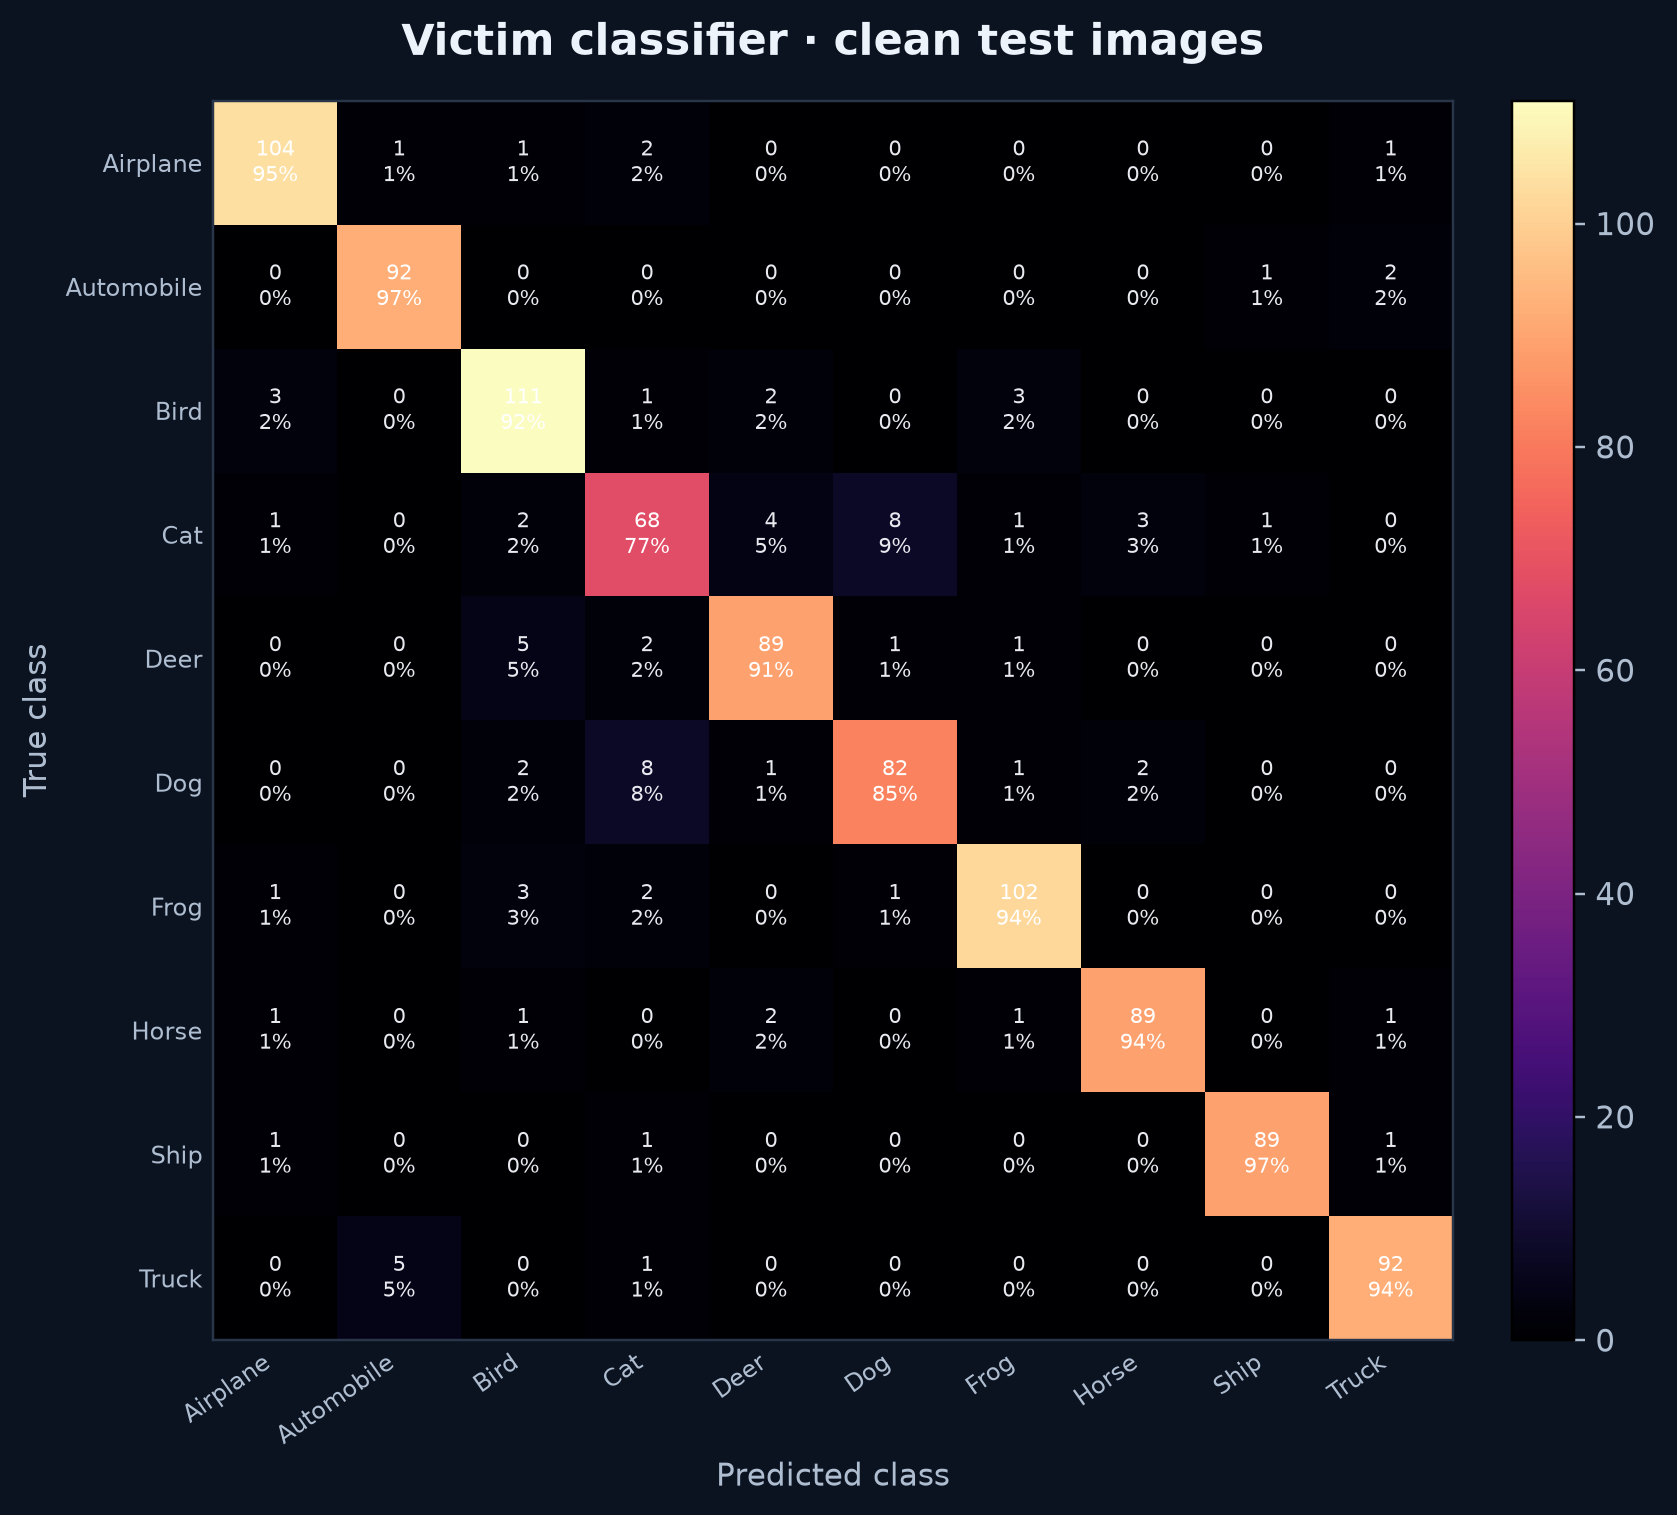 Victim classifier · clean test images
Airplane
104 1 1 2 0 0 0 0 0 1
95% 1% 1% 2% 0% 0% 0% 0% 0% 1%
Automobile
0 92 0 0 0 0 0 0 1 2
0% 97% 0% 0% 0% 0% 0% 0% 1% 2%
Bird
3 0 111 1 2 0 3 0 0 0
2% 0% 92% 1% 2% 0% 2% 0% 0% 0%
Cat
1 0 2 68 4 8 1 3 1 0
1% 0% 2% 77% 5% 9% 1% 3% 1% 0%
Deer
0 0 5 2 89 1 1 0 0 0
0% 0% 5% 2% 91% 1% 1% 0% 0% 0%
Dog
0 0 2 8 1 82 1 2 0 0
0% 0% 2% 8% 1% 85% 1% 2% 0% 0%
Frog
1 0 3 2 0 1 102 0 0 0
1% 0% 3% 2% 0% 1% 94% 0% 0% 0%
Horse
1 0 1 0 2 0 1 89 0 1
1% 0% 1% 0% 2% 0% 1% 94% 0% 1%
Ship
1 0 0 1 0 0 0 0 89 1
1% 0% 0% 1% 0% 0% 0% 0% 97% 1%
Truck
0 5 0 1 0 0 0 0 0 92
0% 5% 0% 1% 0% 0% 0% 0% 0% 94%
True class
Airplane Automobile Bird Cat Deer Dog Frog Horse Ship Truck
Predicted class
100
80
60
40
20
0